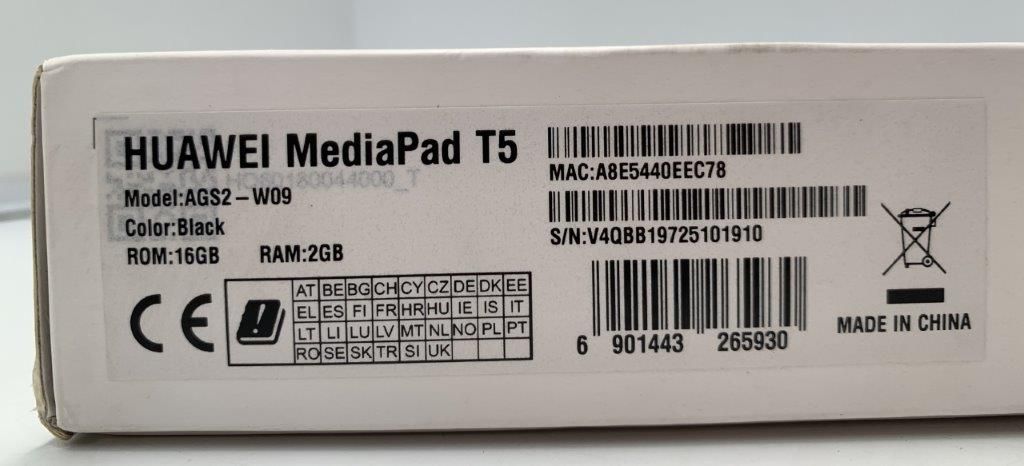 HUAWEI MediaPad T5
HQ60180044000_T
Model:AGS2-W09
Color:Black
ROM:16GB RAM:2GB
MAC:A8E5440EEC78
S/N:V4QBB19725101910
6 901443 265930
MADE IN CHINA
CE
AT BE BG CH CY CZ DE DK EE
EL ES FI FR HR HU IE IS IT
LT LI LU LV MT NL NO PL PT
RO SE SK TR SI UK